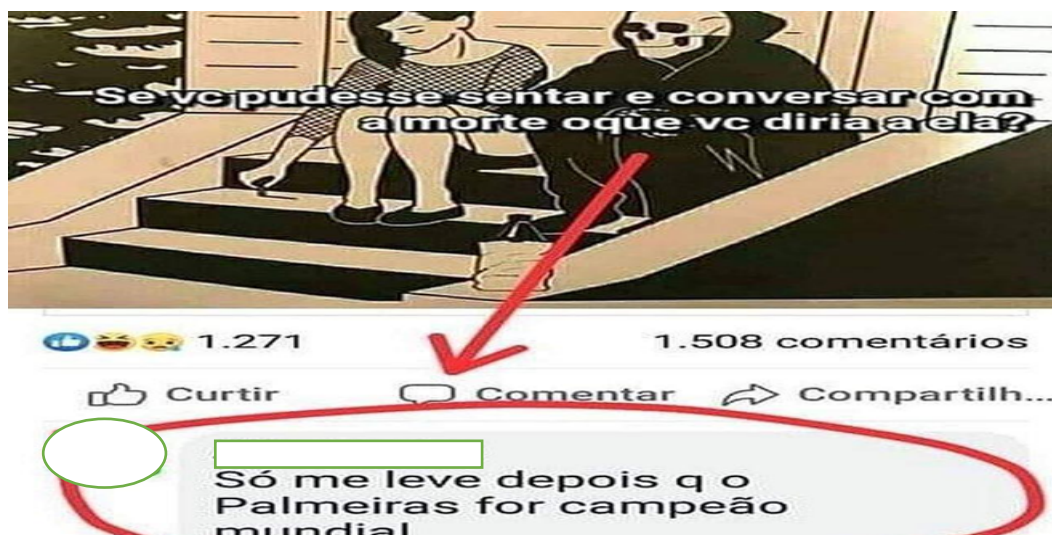 Se vc pudesse sentar e conversar com
a morte oque vc diria a ela?
1.271 1.508 comentários
Curtir Comentar Compartilh...
Só me leve depois q o
Palmeiras for campeão
mundial